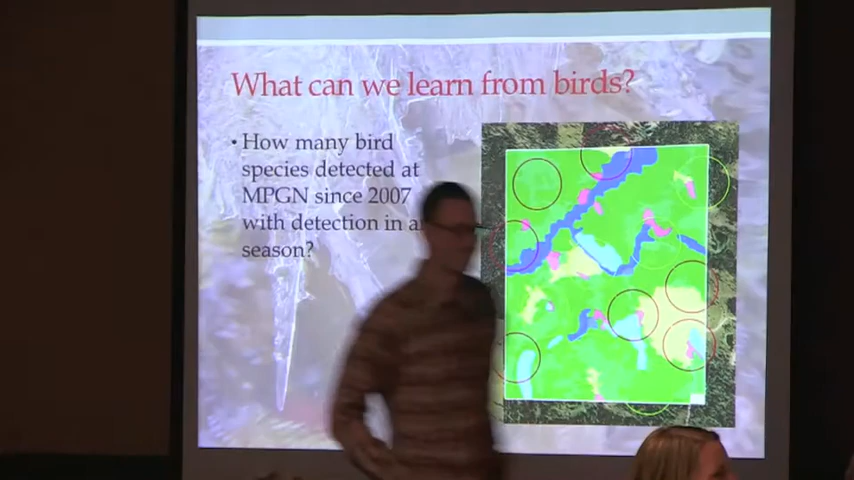 What can we learn from birds?
• How many bird
species detected at
MPGN since 2007
with detection in
season?